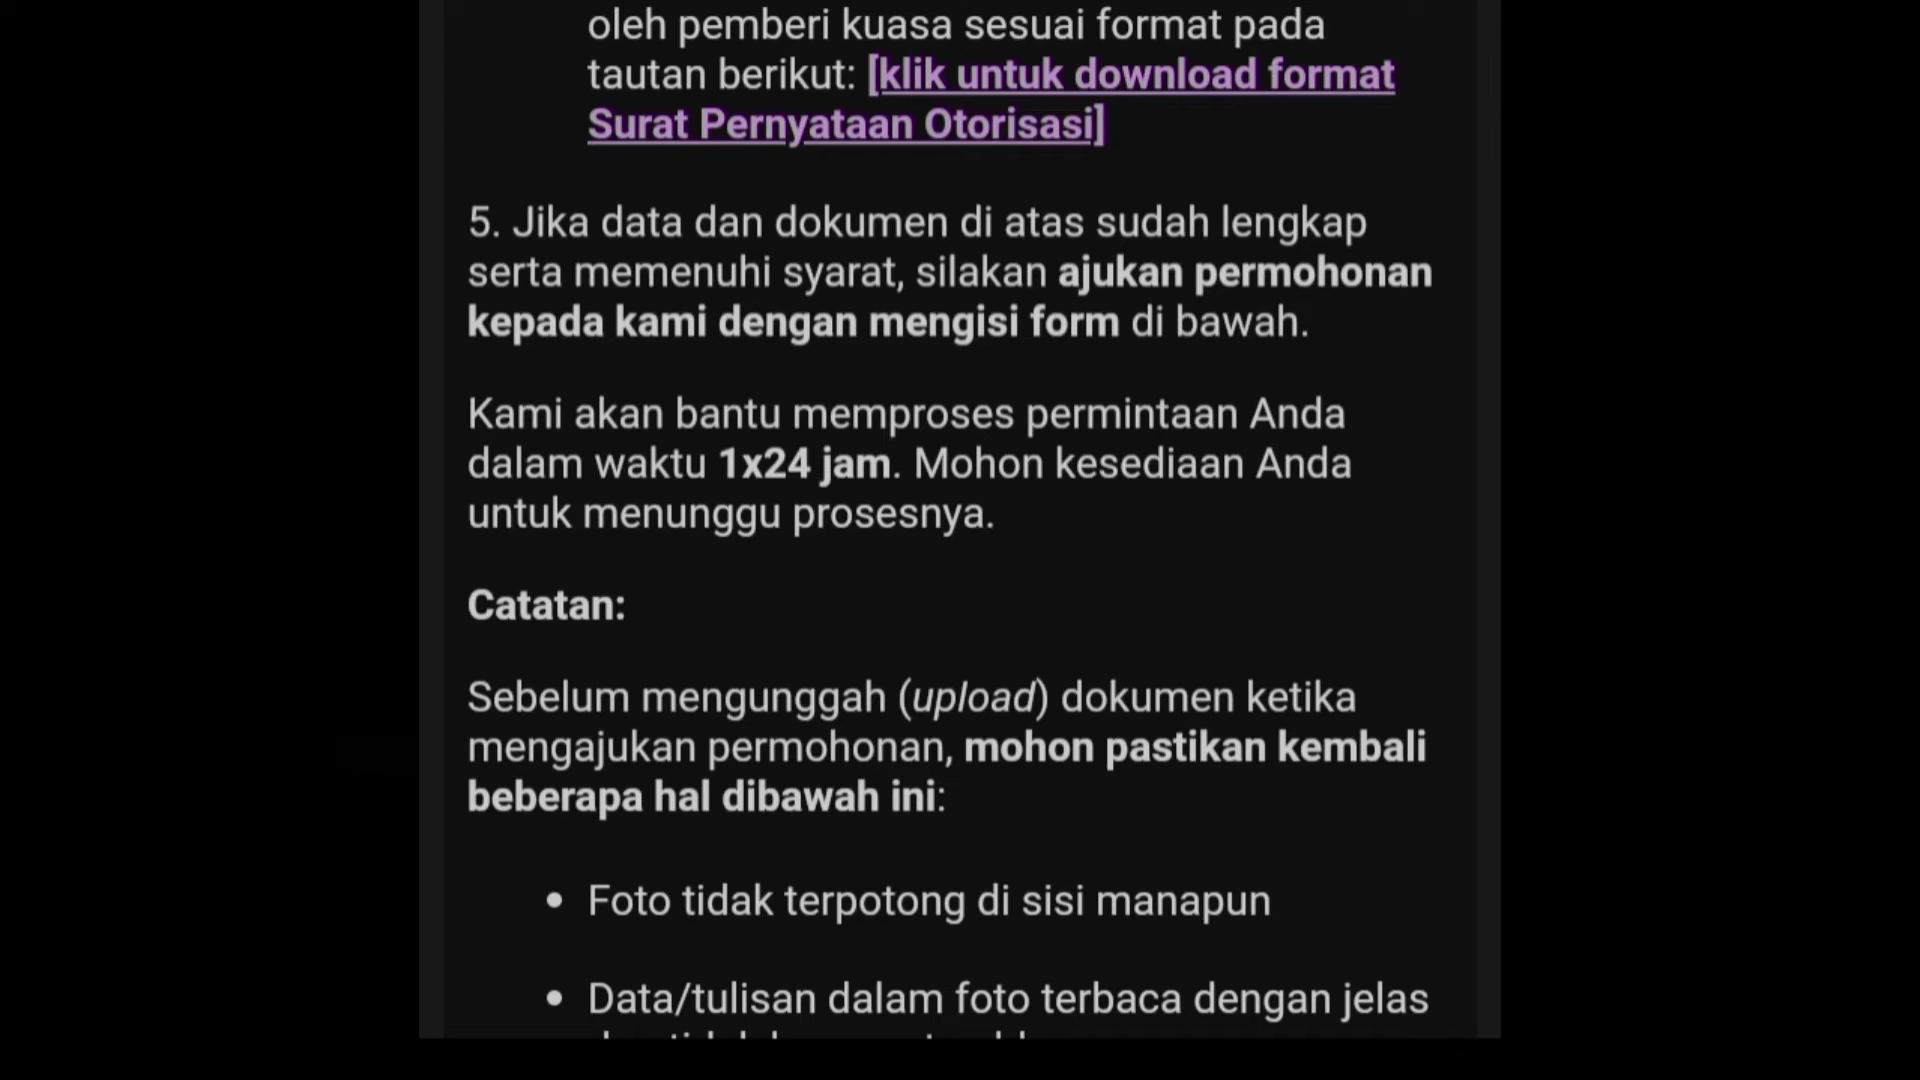 oleh pemberi kuasa sesuai format pada
tautan berikut: [klik untuk download format
Surat Pernyataan Otorisasi]
5. Jika data dan dokumen di atas sudah lengkap
serta memenuhi syarat, silakan ajukan permohonan
kepada kami dengan mengisi form di bawah.
Kami akan bantu memproses permintaan Anda
dalam waktu 1x24 jam. Mohon kesediaan Anda
untuk menunggu prosesnya.
Catatan:
Sebelum mengunggah (upload) dokumen ketika
mengajukan permohonan, mohon pastikan kembali
beberapa hal dibawah ini:
• Foto tidak terpotong di sisi manapun
• Data/tulisan dalam foto terbaca dengan jelas